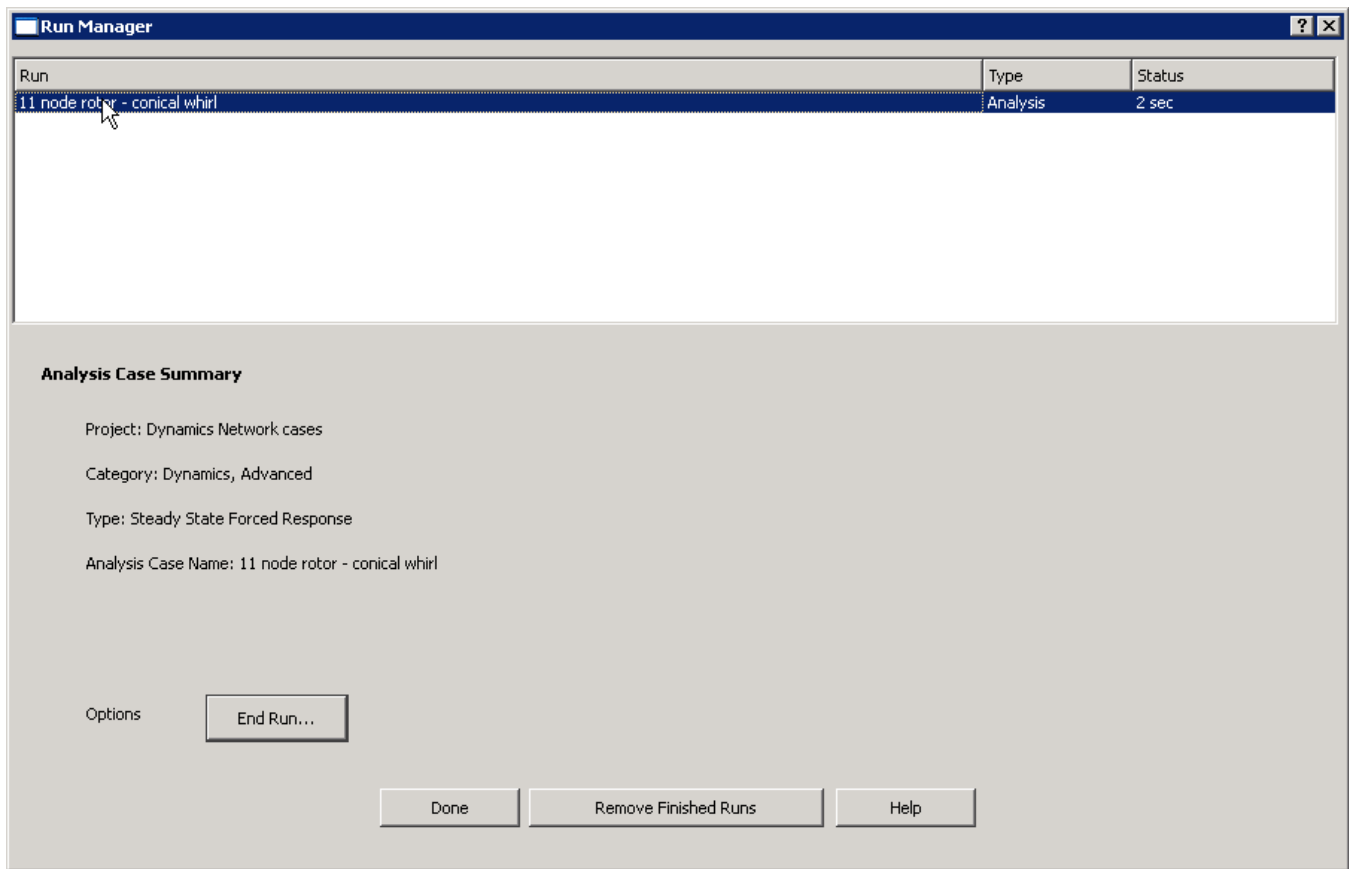 Run Manager
Run Type Status
11 node rotor - conical whirl Analysis 2 sec
Analysis Case Summary
Project: Dynamics Network cases
Category: Dynamics, Advanced
Type: Steady State Forced Response
Analysis Case Name: 11 node rotor - conical whirl
Options End Run...
Done Remove Finished Runs Help